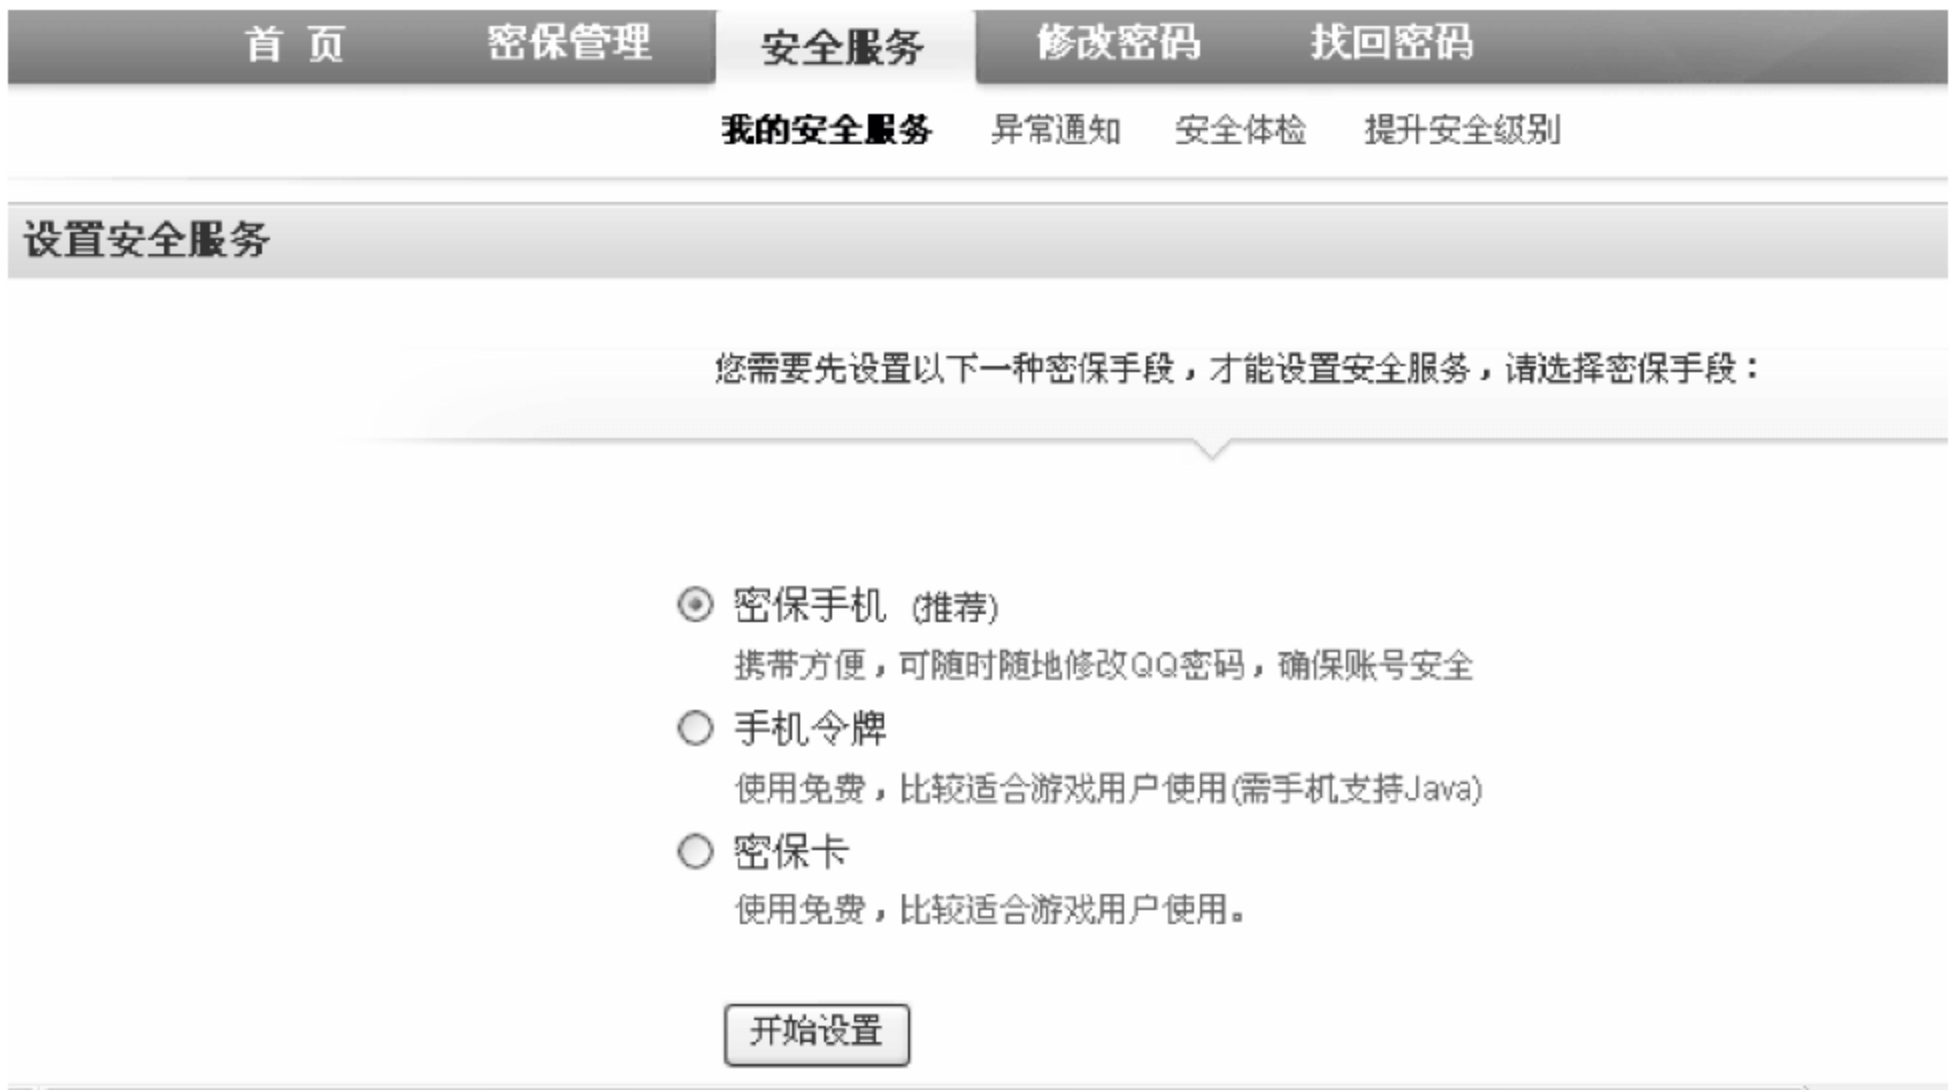 首 页 密保管理 安全服务 修改密码 找回密码
我的安全服务 异常通知 安全体检 提升安全级别
设置安全服务
您需要先设置以下一种密保手段，才能设置安全服务，请选择密保手段：
密保手机 (推荐)
携带方便，可随时随地修改QQ密码，确保账号安全
手机令牌
使用免费，比较适合游戏用户使用(需手机支持Java)
密保卡
使用免费，比较适合游戏用户使用。
开始设置